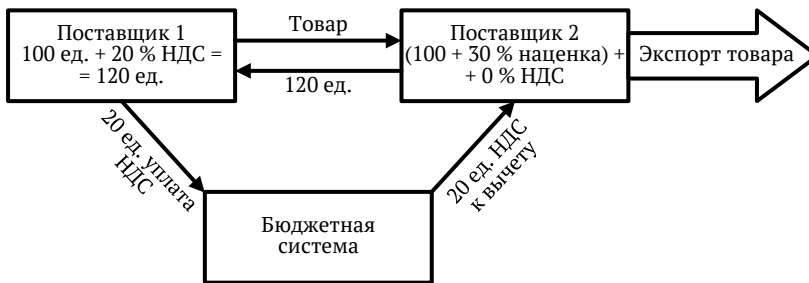 Поставщик 1
100 ед. + 20 % НДС =
= 120 ед.
Товар
120 ед.
Поставщик 2
(100 + 30 % наценка) +
+ 0 % НДС
Экспорт товара
20 ед. уплата
НДС
20 ед. НДС
к вычету
Бюджетная
система